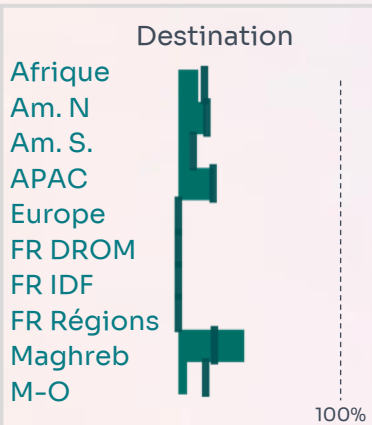 Destination
Afrique
Am. N
Am. S.
APAC
Europe
FR DROM
FR IDF
FR Régions
Maghreb
M-O
100%